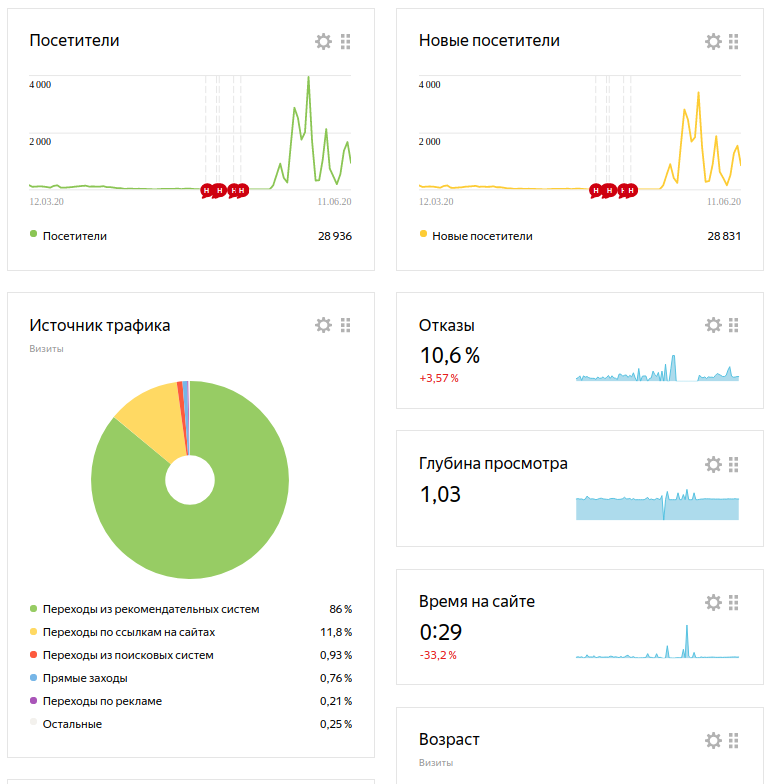 Посетители
4 000
2 000
H H H H
12.03.20 11.06.20
Посетители 28 936
Новые посетители
4 000
2 000
H H H H
12.03.20 11.06.20
Новые посетители 28 831
Источник трафика
Визиты
Переходы из рекомендательных систем 86 %
Переходы по ссылкам на сайтах 11,8 %
Переходы из поисковых систем 0,93 %
Прямые заходы 0,76 %
Переходы по рекламе 0,21 %
Остальные 0,25 %
Отказы
10,6 %
+3,57 %
Глубина просмотра
1,03
Время на сайте
0:29
-33,2 %
Возраст
Визиты